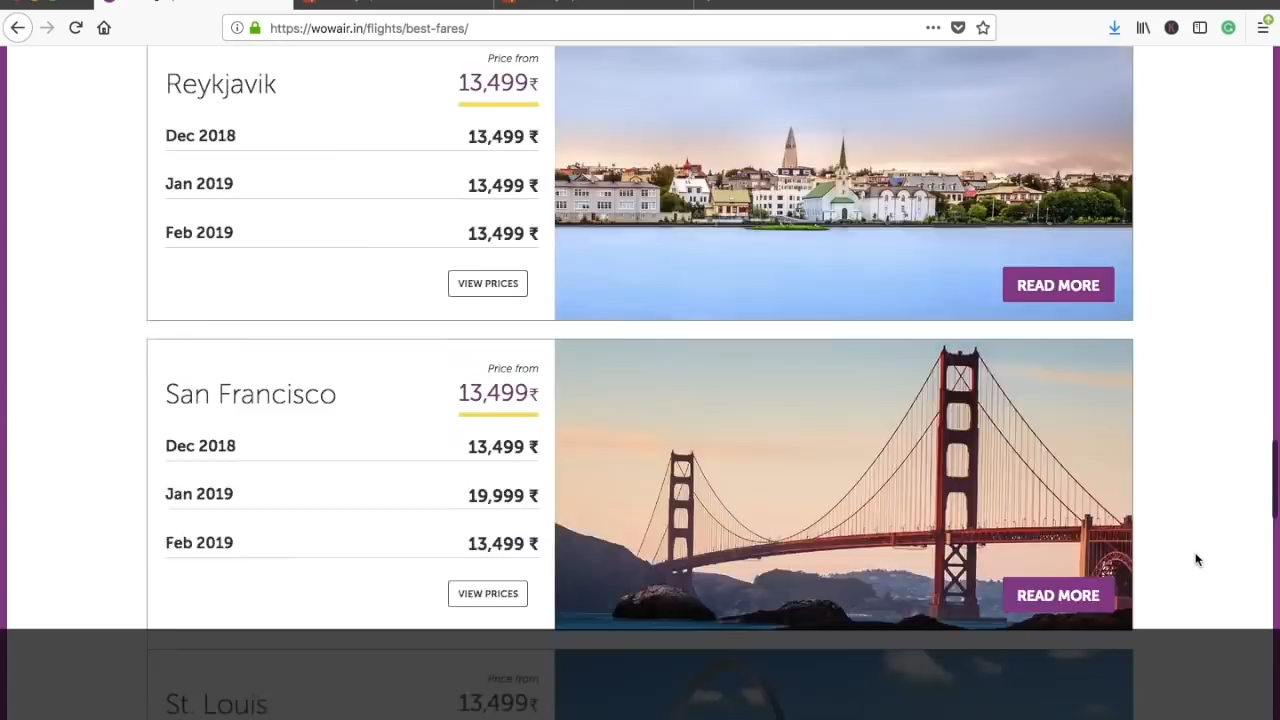 https://wowair.in/flights/best-fares/
Price from
Reykjavik
13,499₹
Dec 2018
13,499 ₹
Jan 2019
13,499 ₹
Feb 2019
13,499 ₹
VIEW PRICES
READ MORE
Price from
San Francisco
13,499₹
Dec 2018
13,499 ₹
Jan 2019
19,999 ₹
Feb 2019
13,499 ₹
VIEW PRICES
READ MORE
Price from
St. Louis
13,499₹